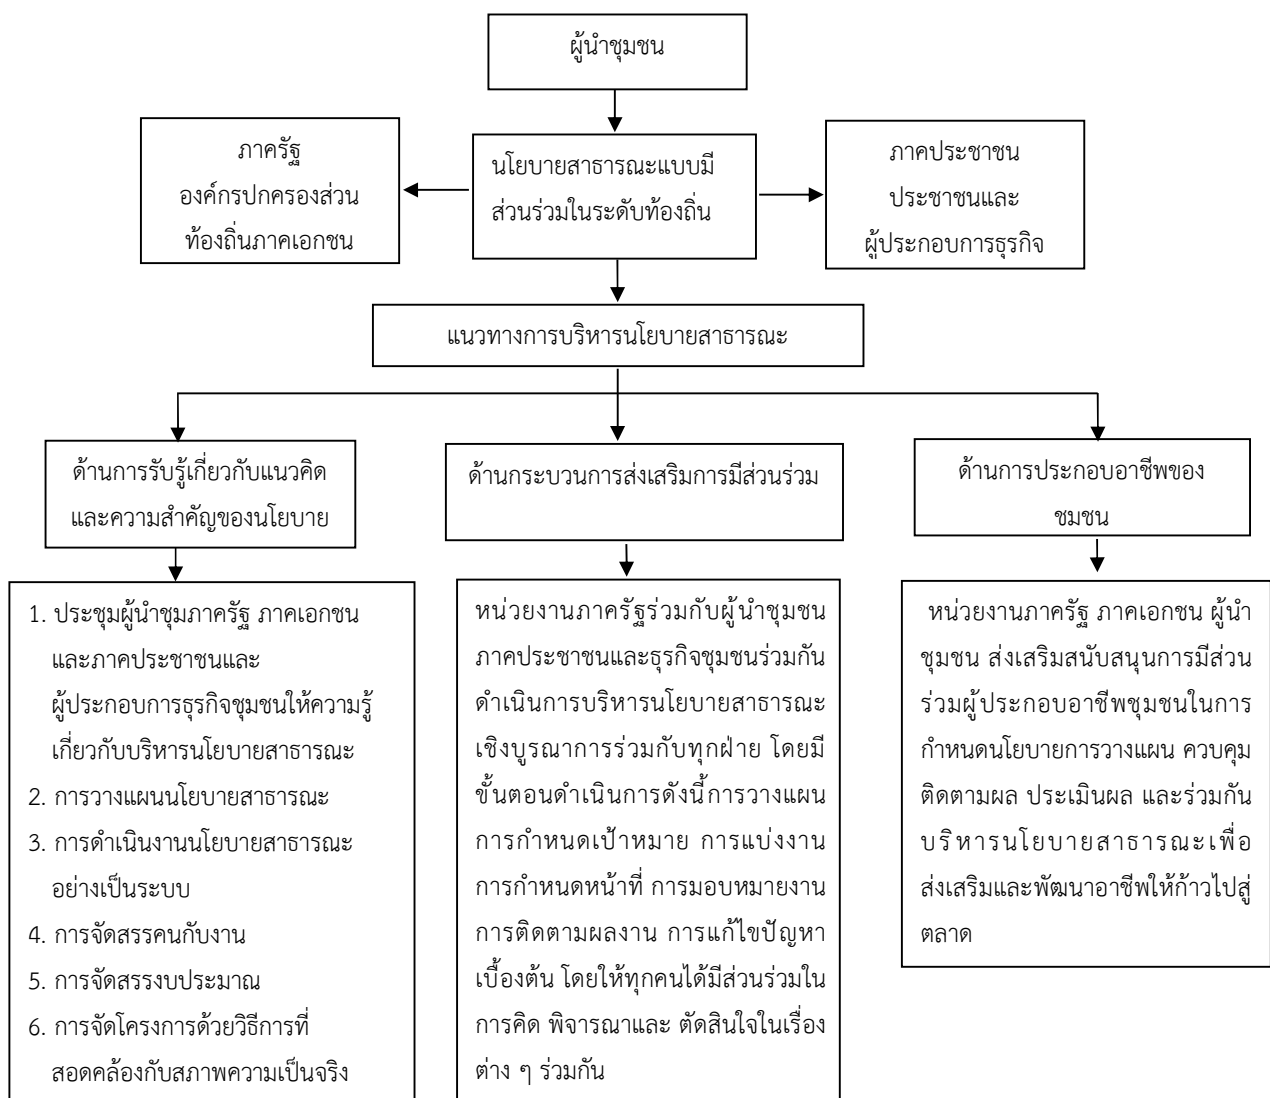 ผู้นำชุมชน
ภาครัฐ
องค์กรปกครองส่วน
ท้องถิ่นภาคเอกชน
นโยบายสาธารณะแบบมี
ส่วนร่วมในระดับท้องถิ่น
ภาคประชาชน
ประชาชนและ
ผู้ประกอบการธุรกิจ
แนวทางการบริหารนโยบายสาธารณะ
ด้านการรับรู้เกี่ยวกับแนวคิด
และความสำคัญของนโยบาย
ด้านกระบวนการส่งเสริมการมีส่วนร่วม
ด้านการประกอบอาชีพของ
ชมชน
1. ประชุมผู้นำชุมภาครัฐ ภาคเอกชน
และภาคประชาชนและ
ผู้ประกอบการธุรกิจชุมชนให้ความรู้
เกี่ยวกับบริหารนโยบายสาธารณะ
2. การวางแผนนโยบายสาธารณะ
3. การดำเนินงานนโยบายสาธารณะ
อย่างเป็นระบบ
4. การจัดสรรคนกับงาน
5. การจัดสรรงบประมาณ
6. การจัดโครงการด้วยวิธีการที่
สอดคล้องกับสภาพความเป็นจริง
หน่วยงานภาครัฐร่วมกับผู้นำชุมชน
ภาคประชาชนและธุรกิจชุมชนร่วมกัน
ดำเนินการบริหารนโยบายสาธารณะ
เชิงบูรณาการร่วมกับทุกฝ่าย โดยมี
ขั้นตอนดำเนินการดังนี้การวางแผน
การกำหนดเป้าหมาย การแบ่งงาน
การกำหนดหน้าที่ การมอบหมายงาน
การติดตามผลงาน การแก้ไขปัญหา
เบื้องต้น โดยให้ทุกคนได้มีส่วนร่วมใน
การคิด พิจารณาและ ตัดสินใจในเรื่อง
ต่าง ๆ ร่วมกัน
หน่วยงานภาครัฐ ภาคเอกชน ผู้นำ
ชุมชน ส่งเสริมสนับสนุนการมีส่วน
ร่วมผู้ประกอบอาชีพชุมชนในการ
กำหนดนโยบายการวางแผน ควบคุม
ติดตามผล ประเมินผล และร่วมกัน
บริหารนโยบายสาธารณะเพื่อ
ส่งเสริมและพัฒนาอาชีพให้ก้าวไปสู่
ตลาด